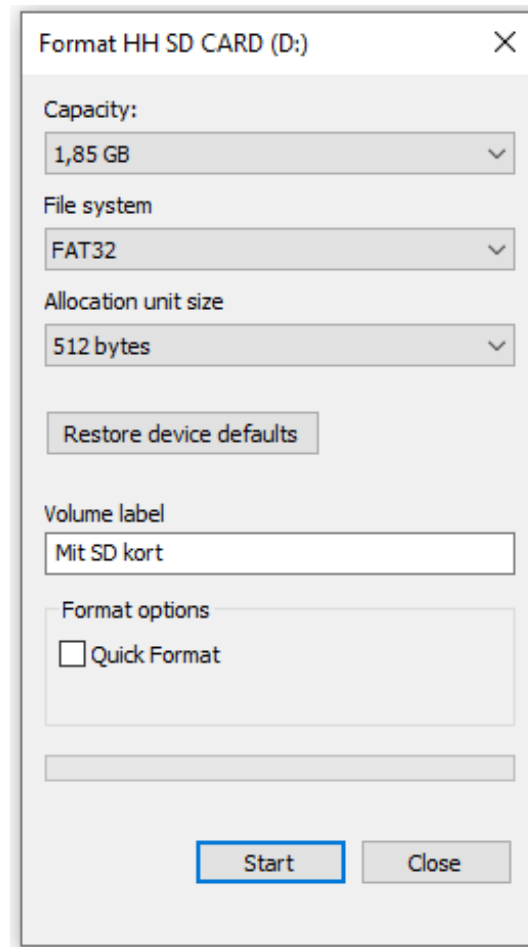 Format HH SD CARD (D:)
Capacity:
1,85 GB
File system
FAT32
Allocation unit size
512 bytes
Restore device defaults
Volume label
Mit SD kort
Format options
Quick Format
Start Close